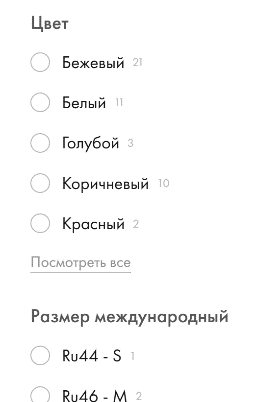 Цвет
Бежевый 21
Белый 11
Голубой 3
Коричневый 10
Красный 2
Посмотреть все
Размер международный
Ru44 - S 1
Ru46 - M 2